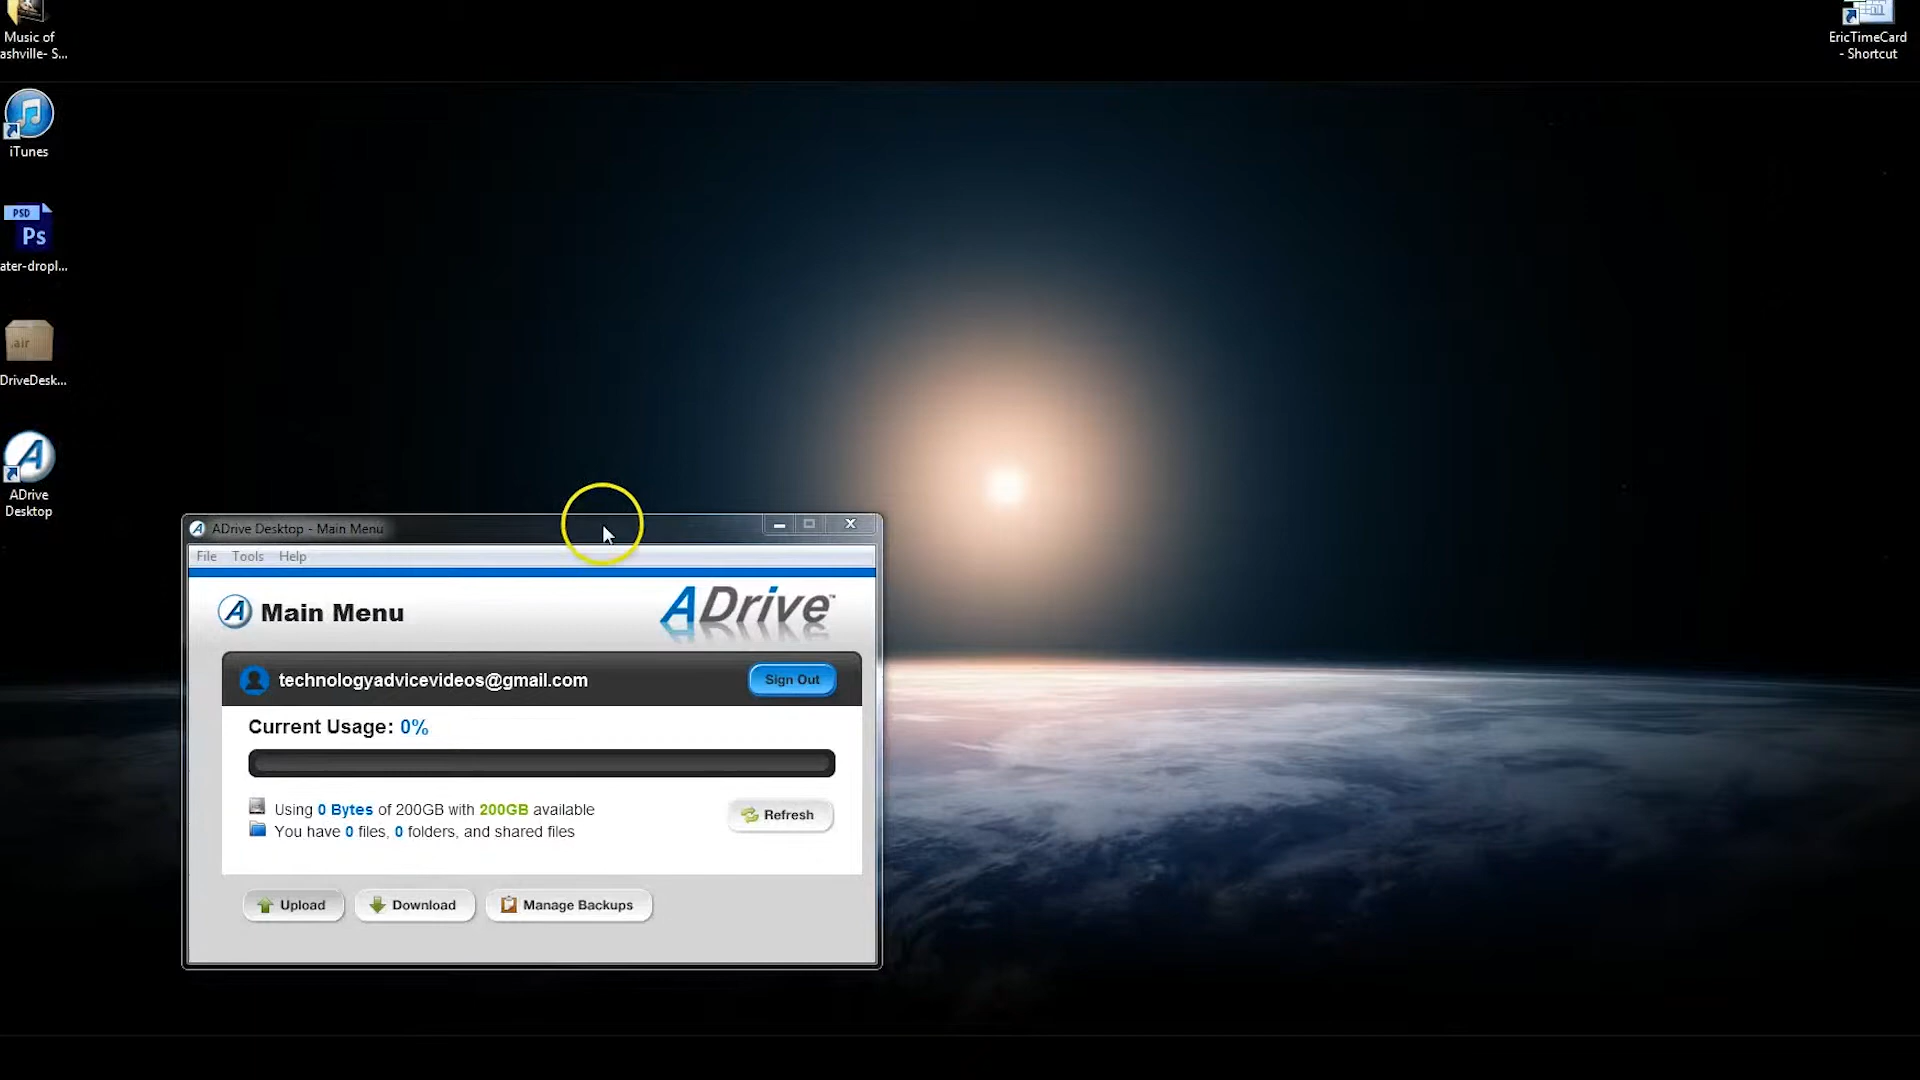 Music of
ashville- S...
EricTimeCard
- Shortcut
iTunes
PSD
Ps
ater-dropl...
.air
DriveDesk...
A
ADrive
Desktop
ADrive Desktop - Main Menu
File Tools Help
A Main Menu
ADrive™
technologyadvicevideos@gmail.com
Sign Out
Current Usage: 0%
Using 0 Bytes of 200GB with 200GB available
You have 0 files, 0 folders, and shared files
Refresh
Upload
Download
Manage Backups